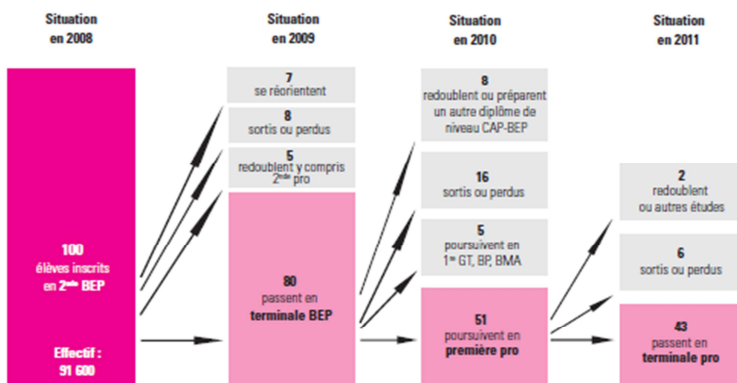 Situation
en 2008
Situation
en 2009
Situation
en 2010
Situation
en 2011
100
élèves inscrits
en 2nde BEP
Effectif :
91 600
7
se réorientent
8
sortis ou perdus
5
redoublent y compris
2nde pro
80
passent en
terminale BEP
8
redoublent ou préparent
un autre diplôme de
niveau CAP-BEP
16
sortis ou perdus
5
poursuivent en
1re GT, BP, BMA
51
poursuivent en
première pro
2
redoublent
ou autres études
6
sortis ou perdus
43
passent en
terminale pro